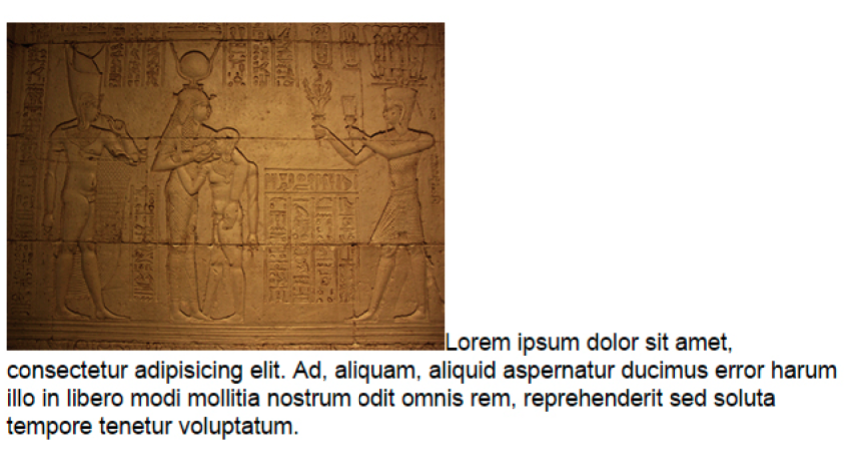 Lorem ipsum dolor sit amet,
consectetur adipisicing elit. Ad, aliquam, aliquid aspernatur ducimus error harum
illo in libero modi mollitia nostrum odit omnis rem, reprehenderit sed soluta
tempore tenetur voluptatum.